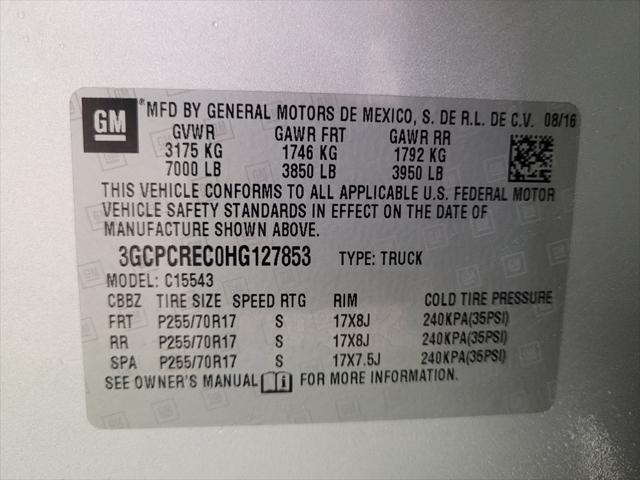 GM ® MFD BY GENERAL MOTORS DE MEXICO, S. DE R.L. DE C.V. 08/16
GVWR GAWR FRT GAWR RR
3175 KG 1746 KG 1792 KG
7000 LB 3850 LB 3950 LB
THIS VEHICLE CONFORMS TO ALL APPLICABLE U.S. FEDERAL MOTOR
VEHICLE SAFETY STANDARDS IN EFFECT ON THE DATE OF
MANUFACTURE SHOWN ABOVE.
3GCPCREC0HG127853 TYPE: TRUCK
MODEL: C15543
CBBZ TIRE SIZE SPEED RTG RIM COLD TIRE PRESSURE
FRT P255/70R17 S 17X8J 240KPA(35PSI)
RR P255/70R17 S 17X8J 240KPA(35PSI)
SPA P255/70R17 S 17X7.5J 240KPA(35PSI)
SEE OWNER'S MANUAL FOR MORE INFORMATION.